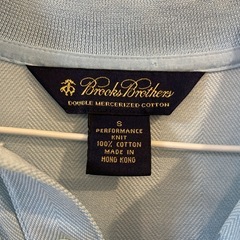 Brooks Brothers
DOUBLE MERCERIZED COTTON
S
PERFORMANCE
KNIT
100% COTTON
MADE IN
HONG KONG